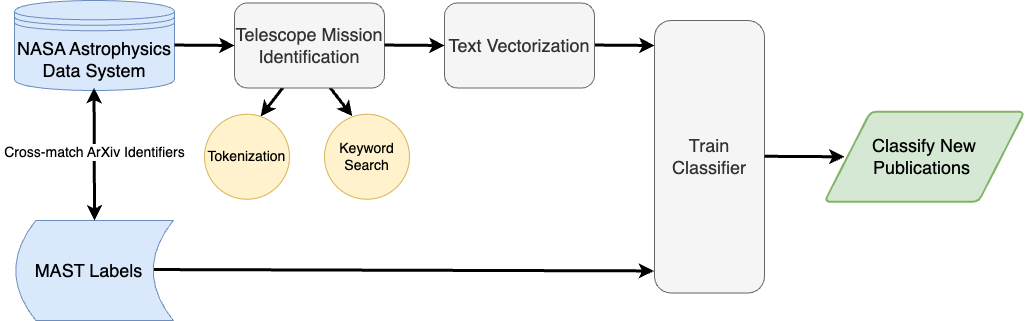 NASA Astrophysics
Data System
Telescope Mission
Identification
Text Vectorization
Tokenization
Keyword
Search
Cross-match ArXiv Identifiers
Train
Classifier
Classify New
Publications
MAST Labels